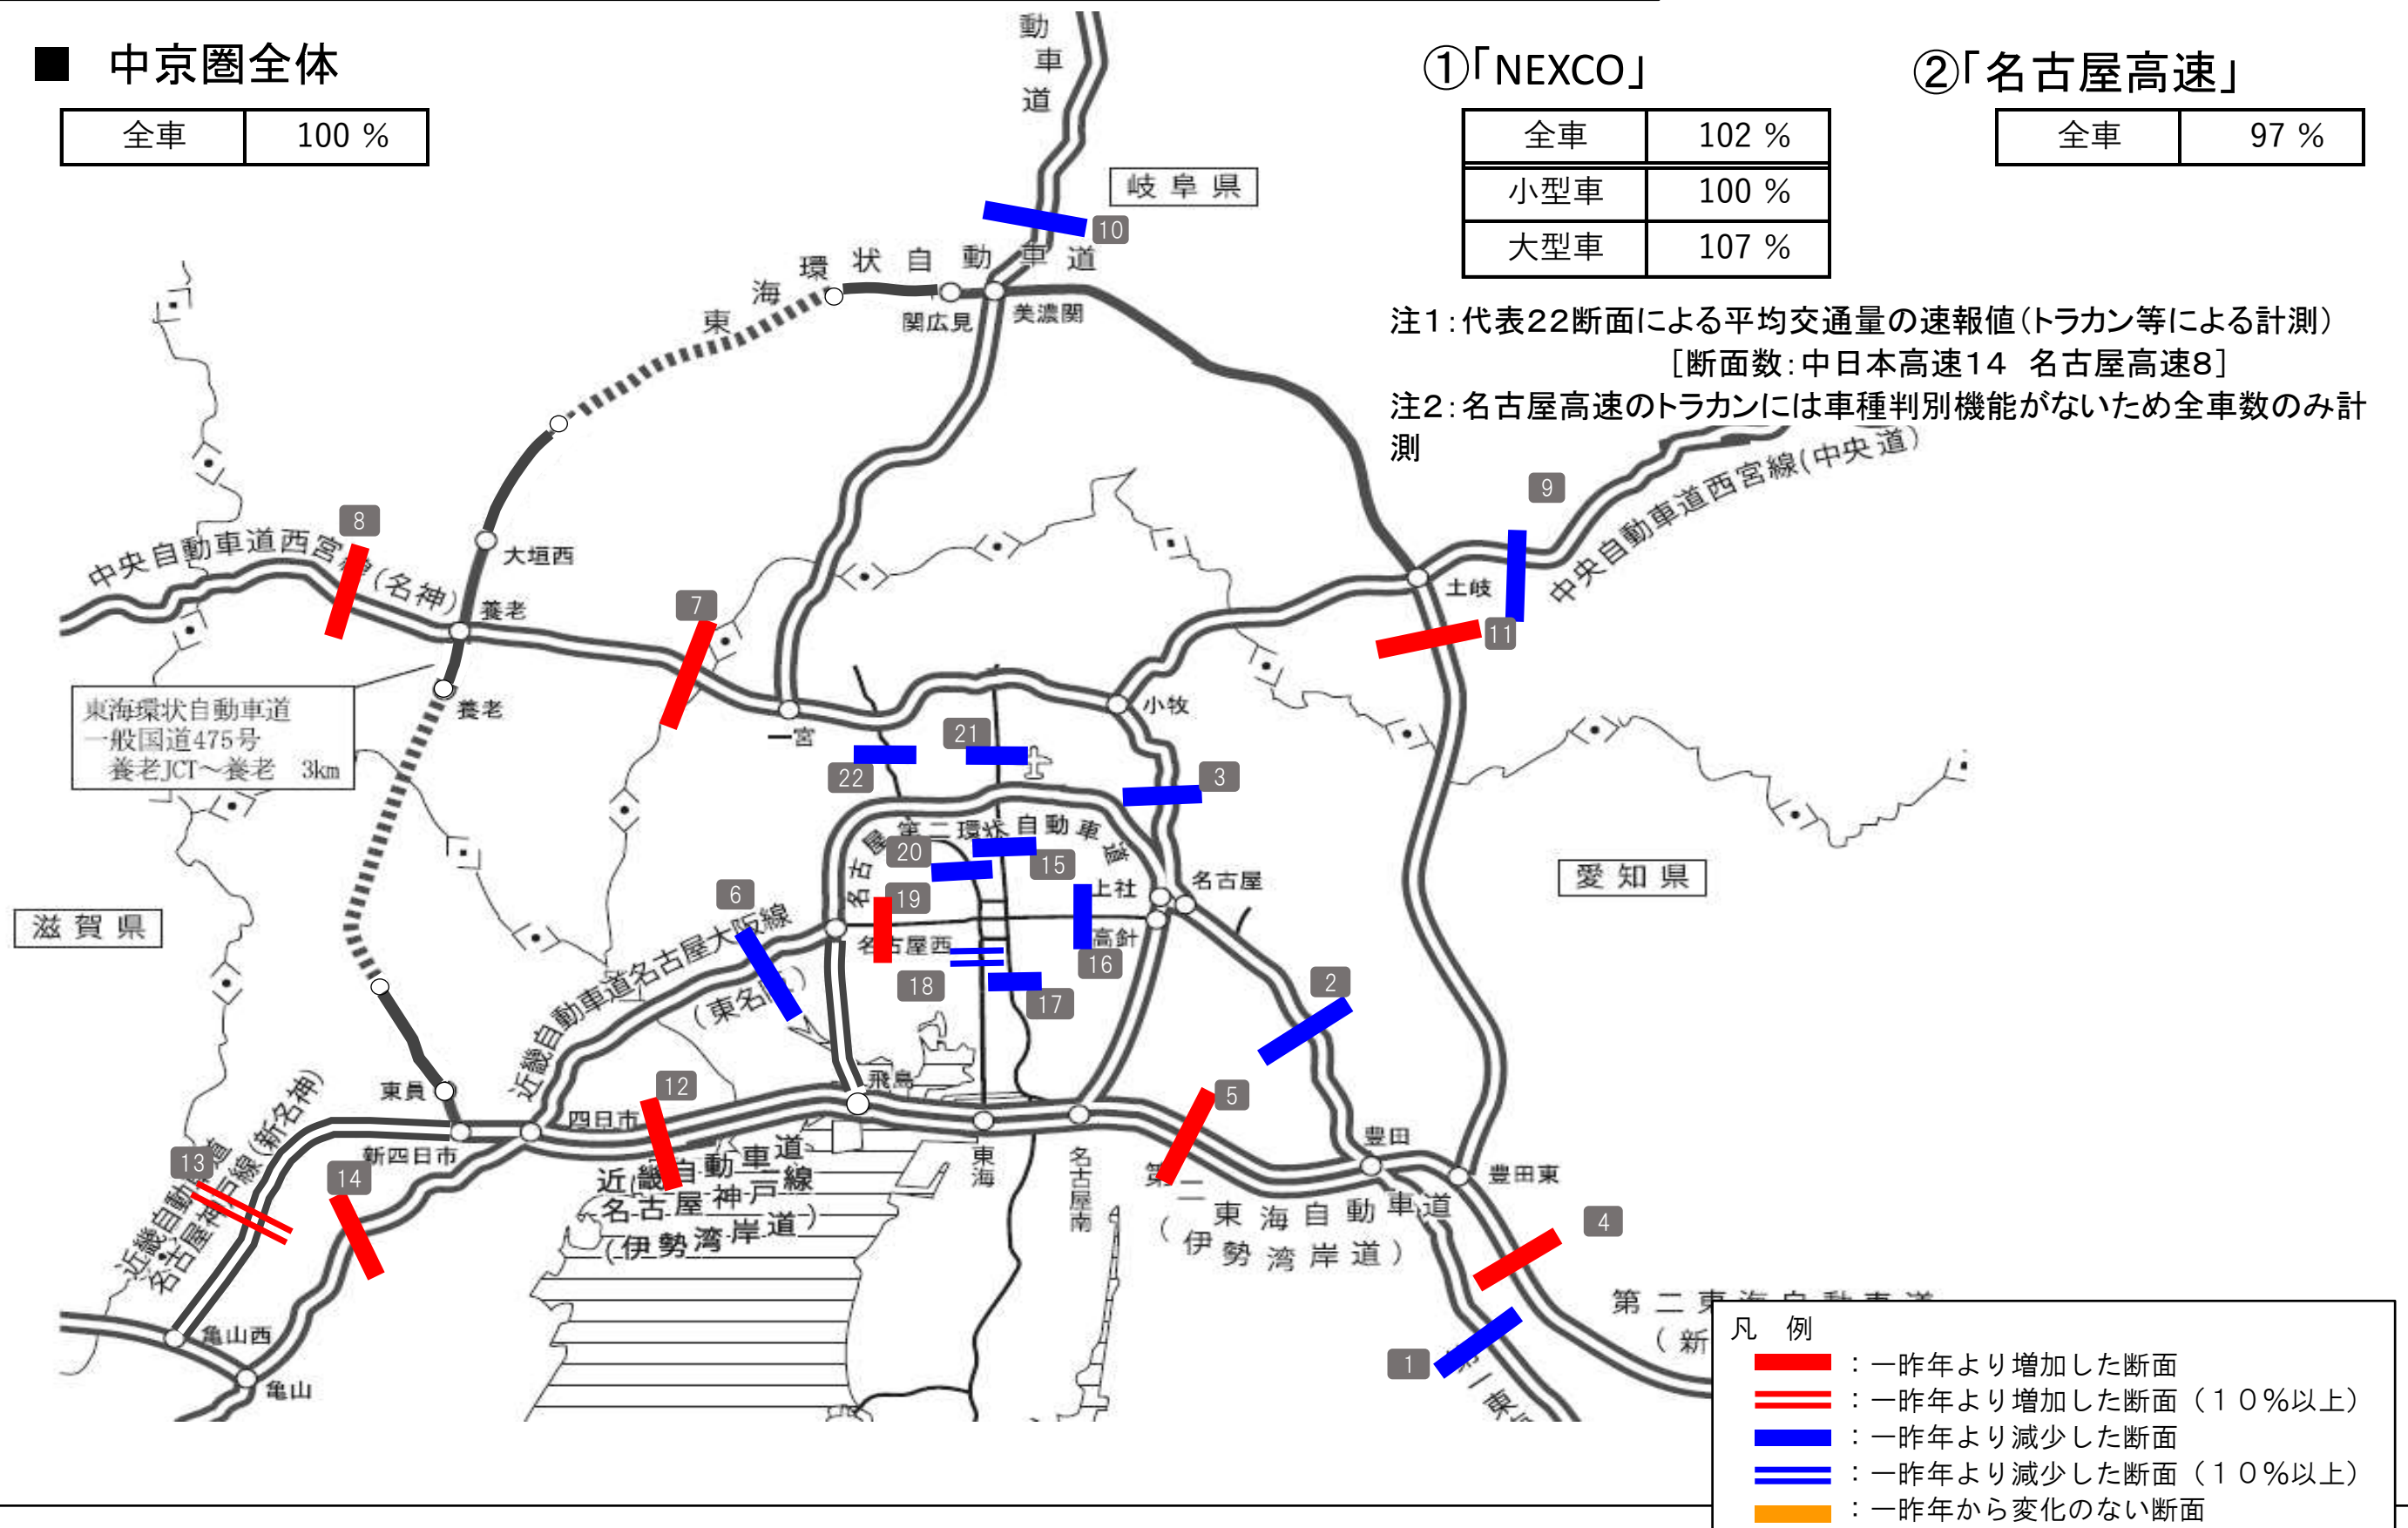 ■ 中京圏全体
全車 100 %
①「NEXCO」
全車 102 %
小型車 100 %
大型車 107 %
②「名古屋高速」
全車 97 %
注1：代表22断面による平均交通量の速報値（トラカン等による計測）
［断面数：中日本高速14 名古屋高速8］
注2：名古屋高速のトラカンには車種判別機能がないため全車数のみ計
測
動車道
岐阜県
10
東海環状自動車道
関広見
美濃関
9
中央自動車道西宮線(中央道)
8
中央自動車道西宮線(名神)
大垣西
養老
7
土岐
11
東海環状自動車道
一般国道475号
養老JCT～養老 3km
養老
一宮
小牧
21
22
3
名古屋第二環状自動車道
20
15
上社
名古屋
愛知県
19
6
滋賀県
名古屋西
高針
16
近畿自動車道名古屋大阪線
(東名阪)
18
17
2
東員
飛島
12
四日市
5
新四日市
13
14
近畿自動車道
名古屋神戸線(新名神)
近畿自動車道
名古屋神戸線
(伊勢湾岸道)
東海
名古屋南
豊田
豊田東
第二東海自動車道
(伊勢湾岸道)
4
亀山西
亀山
1
第一東
第二東海自動車道
(新
凡 例
：一昨年より増加した断面
：一昨年より増加した断面（１０％以上）
：一昨年より減少した断面
：一昨年より減少した断面（１０％以上）
：一昨年から変化のない断面